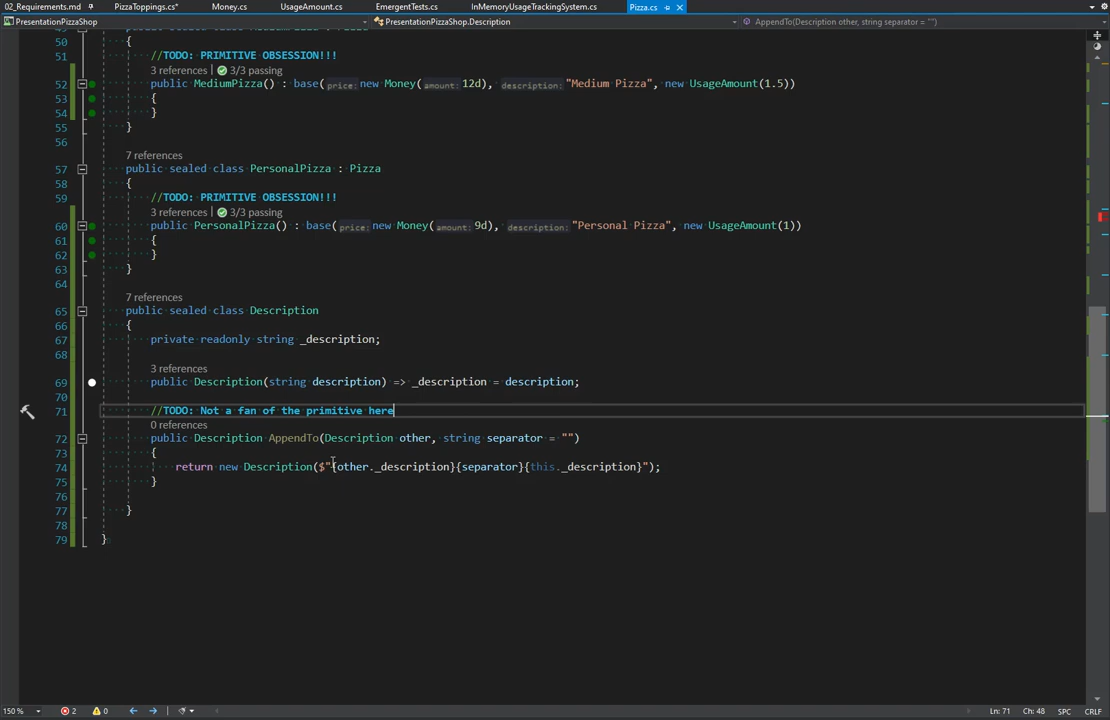 02_Requirements.md PizzaToppings.cs* Money.cs UsageAmount.cs EmergentTests.cs InMemoryUsageTrackingSystem.cs Pizza.cs
PresentationPizzaShop PresentationPizzaShop.Description AppendTo(Description other, string separator = "")
50 {
51 //TODO: PRIMITIVE OBSESSION!!!
3 references | 3/3 passing
52 public MediumPizza() : base(price: new Money(amount: 12d), description: "Medium Pizza", new UsageAmount(1.5))
53 {
54 }
55 }
56
7 references
57 public sealed class PersonalPizza : Pizza
58 {
59 //TODO: PRIMITIVE OBSESSION!!!
3 references | 3/3 passing
60 public PersonalPizza() : base(price: new Money(amount: 9d), description: "Personal Pizza", new UsageAmount(1))
61 {
62 }
63 }
64
7 references
65 public sealed class Description
66 {
67 private readonly string _description;
68
3 references
69 public Description(string description) => _description = description;
70
71 //TODO: Not a fan of the primitive here
0 references
72 public Description AppendTo(Description other, string separator = "")
73 {
74 return new Description($"{other._description}{separator}{this._description}");
75 }
76
77 }
78
79 }
150 % 2 0 Ln: 71 Ch: 48 SPC CRLF